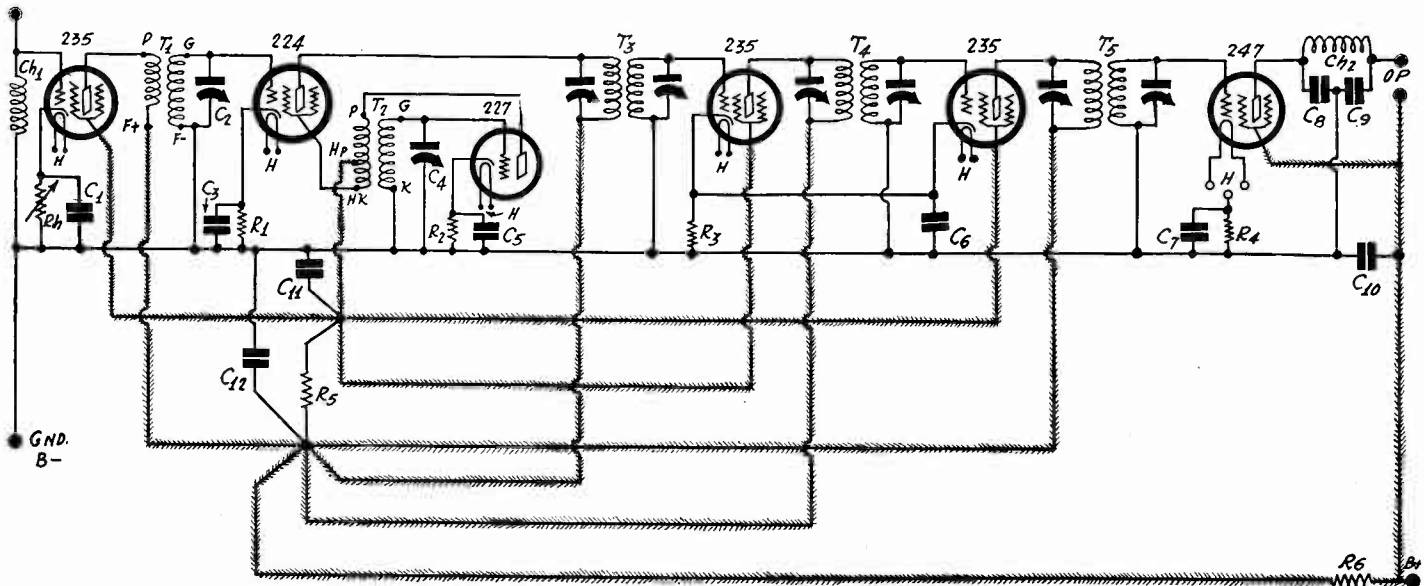 235
P
T1
G
224
T3
235
T4
235
T5
247
Ch2
OP
Ch1
C2
F+
F-
P
T2
G
227
C8
C9
H
H
HP
C4
H
H
H
Rh
C1
C3
R1
HK
K
R2
C5
H
R3
C6
C7
R4
C11
C10
C12
R5
GND.
B-
R6
B+